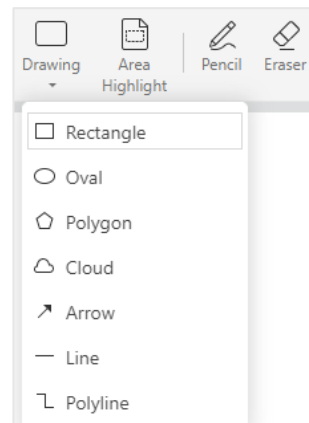 Drawing Area Highlight Pencil Eraser
Rectangle
Oval
Polygon
Cloud
Arrow
Line
Polyline